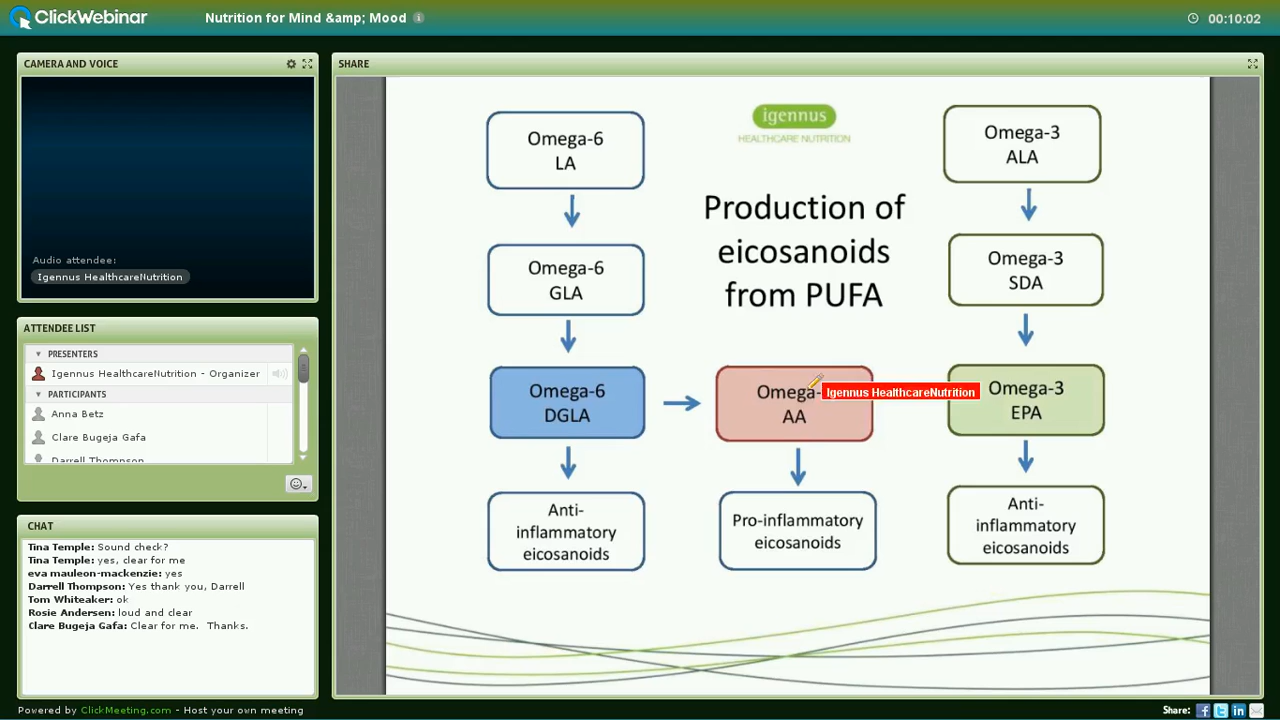 ClickWebinar
Nutrition for Mind &amp; Mood
00:10:02
CAMERA AND VOICE
Audio attendee:
Igennus HealthcareNutrition
ATTENDEE LIST
PRESENTERS
Igennus HealthcareNutrition - Organizer
PARTICIPANTS
Anna Betz
Clare Bugeja Gafa
Darrell Thompson
CHAT
Tina Temple: Sound check?
Tina Temple: yes, clear for me
eva mauleon-mackenzie: yes
Darrell Thompson: Yes thank you, Darrell
Tom Whiteaker: ok
Rosie Andersen: loud and clear
Clare Bugeja Gafa: Clear for me. Thanks.
SHARE
igennus
HEALTHCARE NUTRITION
Production of
eicosanoids
from PUFA
Omega-6
LA
Omega-6
GLA
Omega-6
DGLA
Anti-
inflammatory
eicosanoids
Omega-
AA
Igennus HealthcareNutrition
Pro-inflammatory
eicosanoids
Omega-3
ALA
Omega-3
SDA
Omega-3
EPA
Anti-
inflammatory
eicosanoids
Powered by ClickMeeting.com - Host your own meeting
Share: